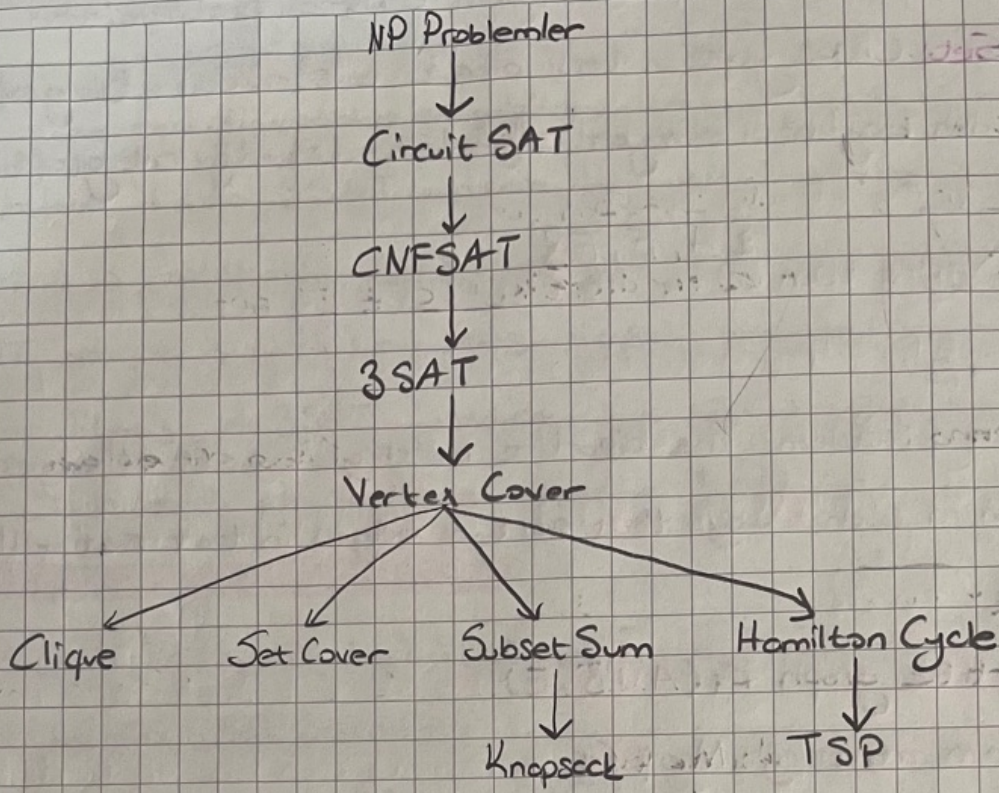 NP Problemler
Circuit SAT
CNFSAT
3SAT
Vertex Cover
Clique
Set Cover
Subset Sum
Hamilton Cycle
Knapsack
TSP